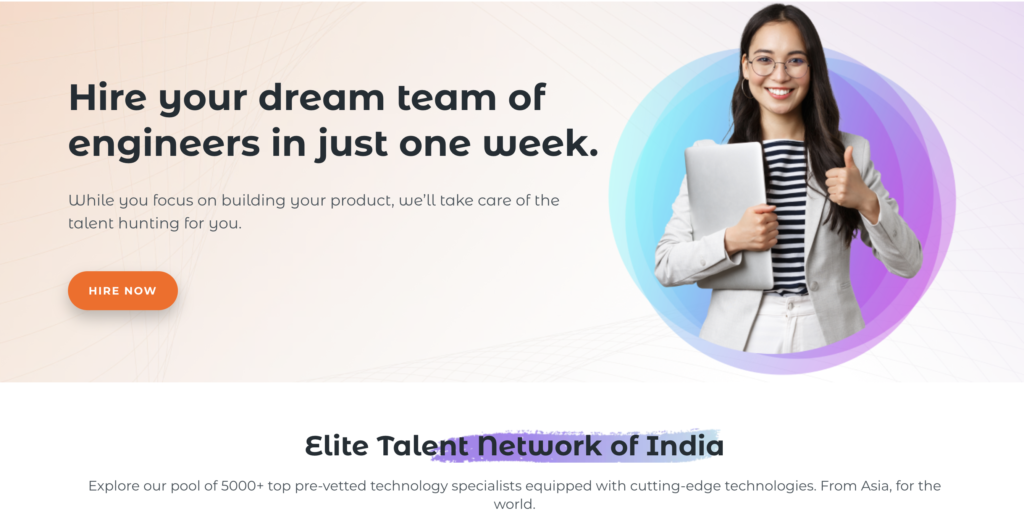 Hire your dream team of
engineers in just one week.
While you focus on building your product, we'll take care of the
talent hunting for you.
HIRE NOW
Elite Talent Network of India
Explore our pool of 5000+ top pre-vetted technology specialists equipped with cutting-edge technologies. From Asia, for the
world.